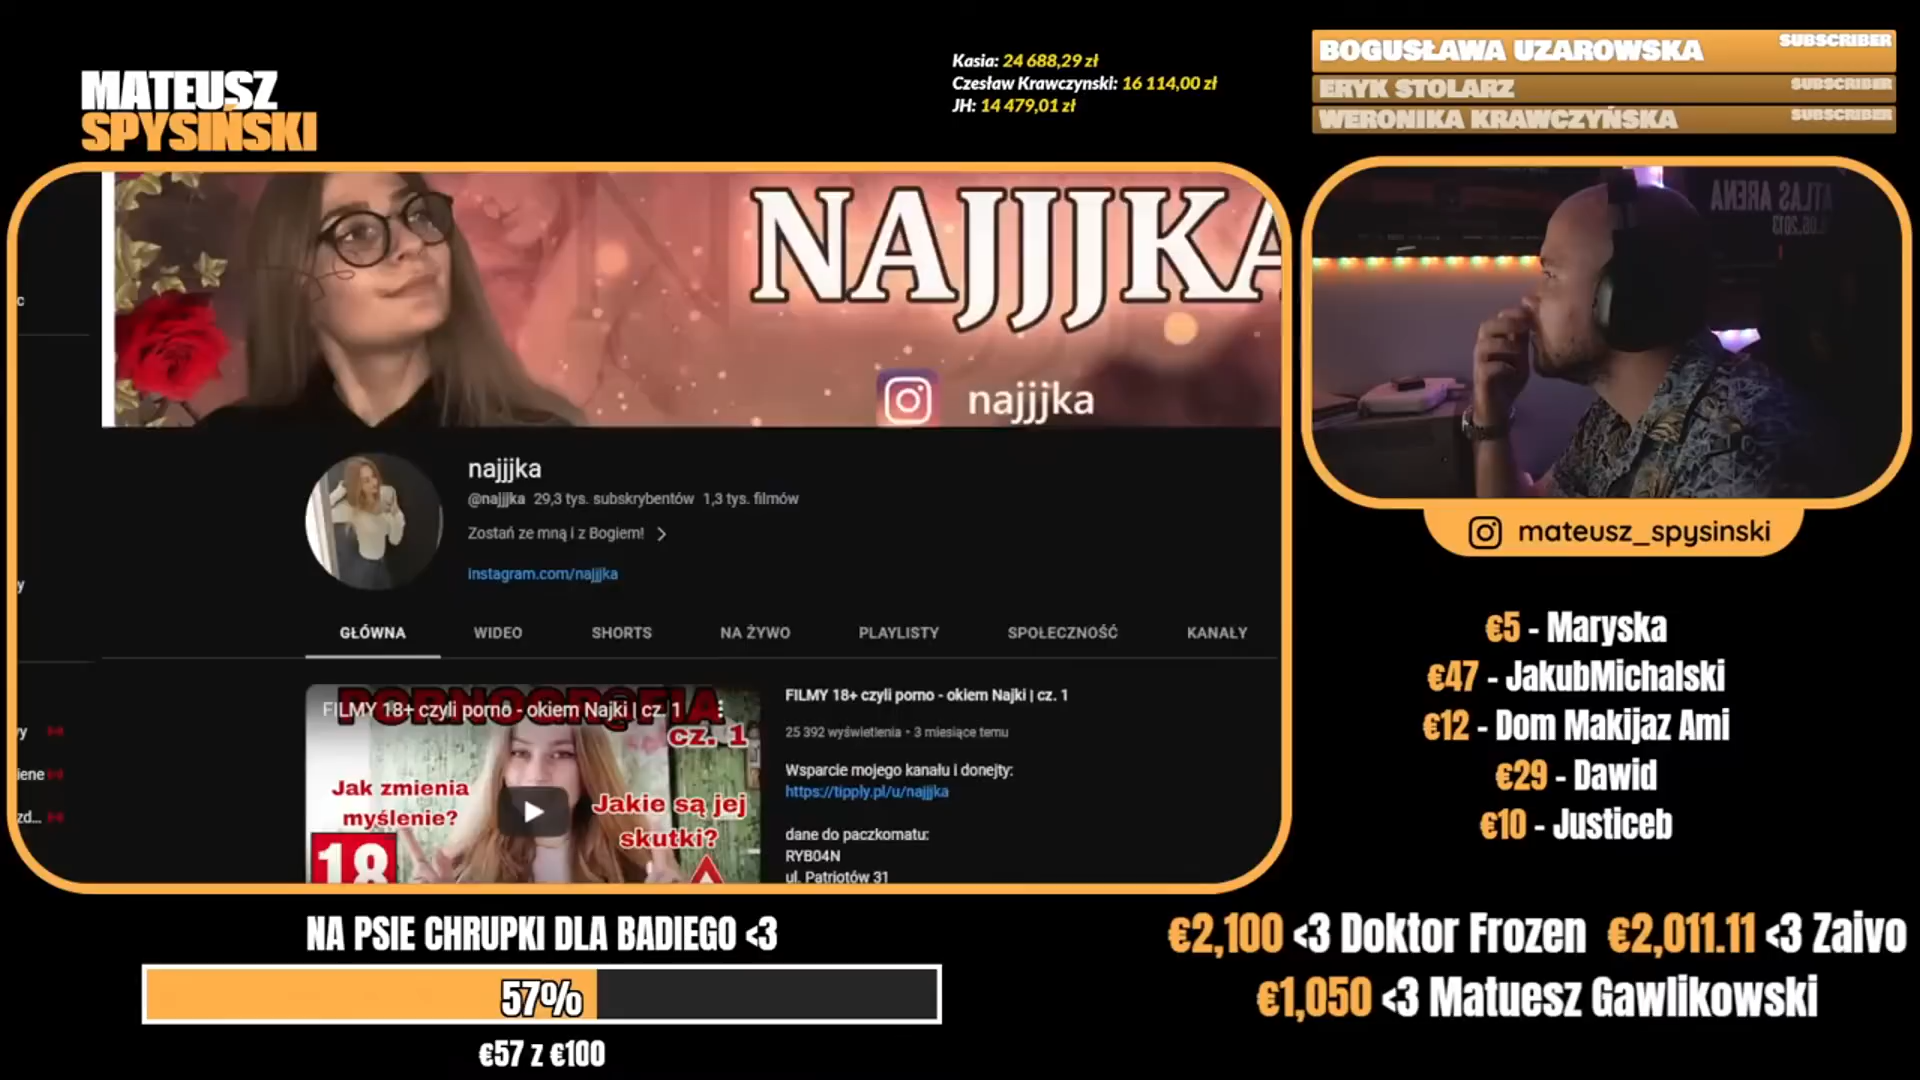 MATEUSZ
SPYSIŃSKI
Kasia: 24 688,29 zł
Czesław Krawczynski: 16 114,00 zł
JH: 14 479,01 zł
BOGUSŁAWA UZAROWSKA SUBSCRIBER
ERYK STOLARZ SUBSCRIBER
WERONIKA KRAWCZYŃSKA SUBSCRIBER
NAJJJKA
najjjka
ATLAS ARENA
najjjka
@najjjka 29,3 tys. subskrybentów 1,3 tys. filmów
Zostań ze mną i z Bogiem!
instagram.com/najjjka
GŁÓWNA WIDEO SHORTS NA ŻYWO PLAYLISTY SPOŁECZNOŚĆ KANAŁY
PORNOGR@FIA
FILMY 18+ czyli porno - okiem Najki | cz. 1
cz. 1
Jak zmienia
myślenie?
Jakie są jej
skutki?
18
FILMY 18+ czyli porno - okiem Najki | cz. 1
25 392 wyświetlenia • 3 miesiące temu
Wsparcie mojego kanału i donejty:
https://tipply.pl/u/najjjka
dane do paczkomatu:
RYB04N
ul. Patriotów 31
mateusz_spysinski
€5 - Maryska
€47 - JakubMichalski
€12 - Dom Makijaz Ami
€29 - Dawid
€10 - Justiceb
NA PSIE CHRUPKI DLA BADIEGO <3
57%
€57 z €100
€2,100 <3 Doktor Frozen €2,011.11 <3 Zaivo
€1,050 <3 Matuesz Gawlikowski